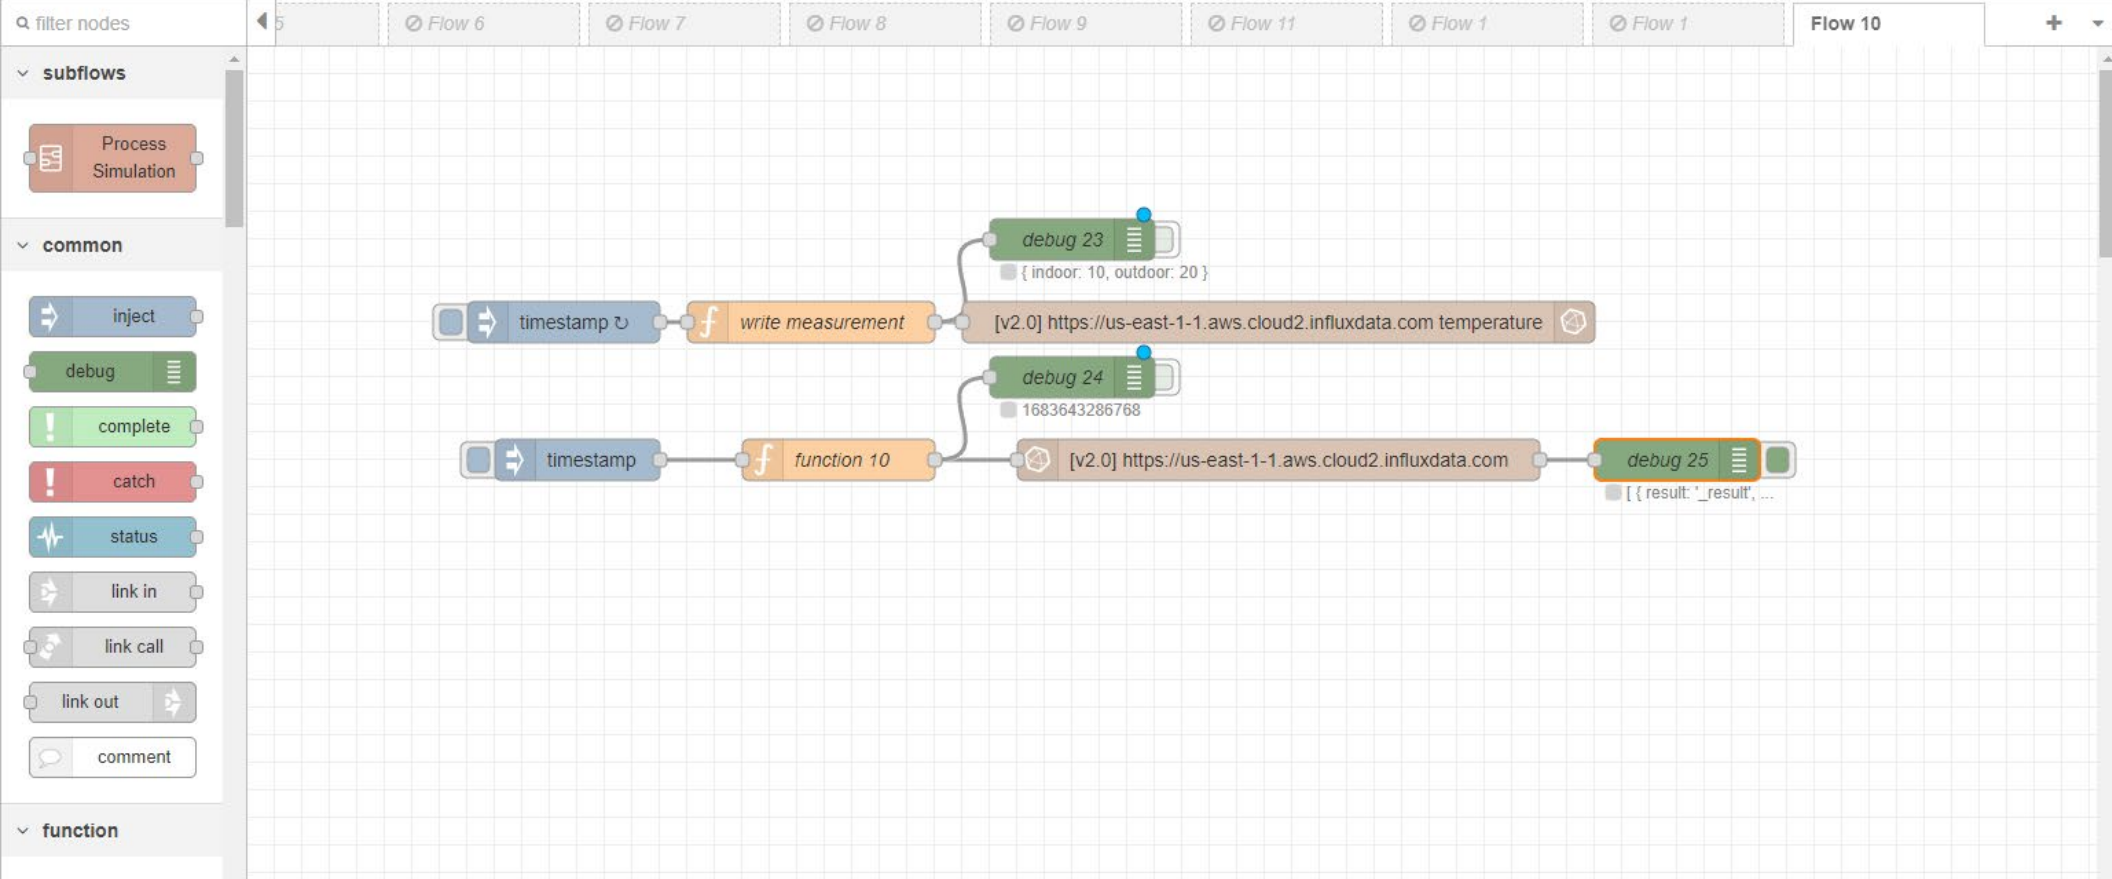 filter nodes
5
Flow 6
Flow 7
Flow 8
Flow 9
Flow 11
Flow 1
Flow 1
Flow 10
subflows
Process
Simulation
common
inject
debug
complete
catch
status
link in
link call
link out
comment
function
debug 23
{ indoor: 10, outdoor: 20 }
timestamp ↻
write measurement
[v2.0] https://us-east-1-1.aws.cloud2.influxdata.com temperature
debug 24
1683643286768
timestamp
function 10
[v2.0] https://us-east-1-1.aws.cloud2.influxdata.com
debug 25
[ { result: '_result', ...